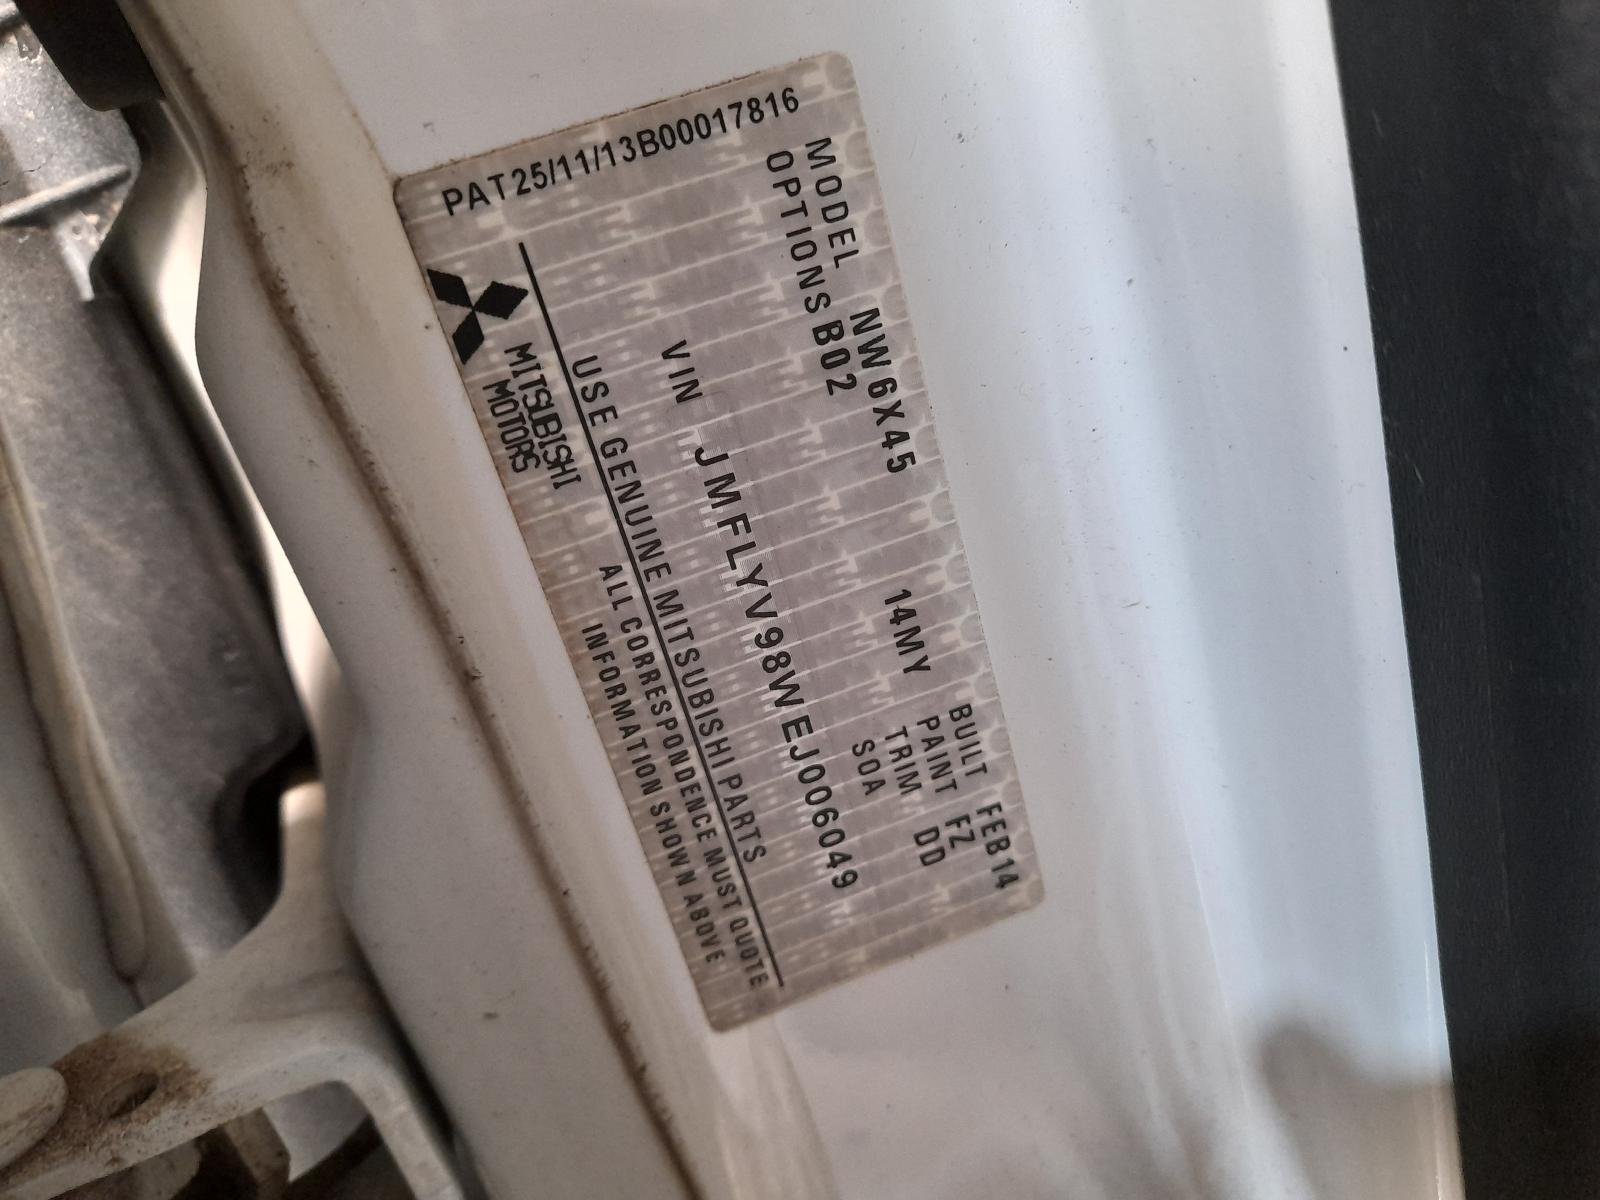 PAT25/11/13B00017816
MODEL NW6X45 14MY BUILT FEB14
OPTIONS B02 PAINT FZ
TRIM DD
SOA
VIN JMFLYV98WEJ006049
USE GENUINE MITSUBISHI PARTS
MITSUBISHI
MOTORS
ALL CORRESPONDENCE MUST QUOTE
INFORMATION SHOWN ABOVE